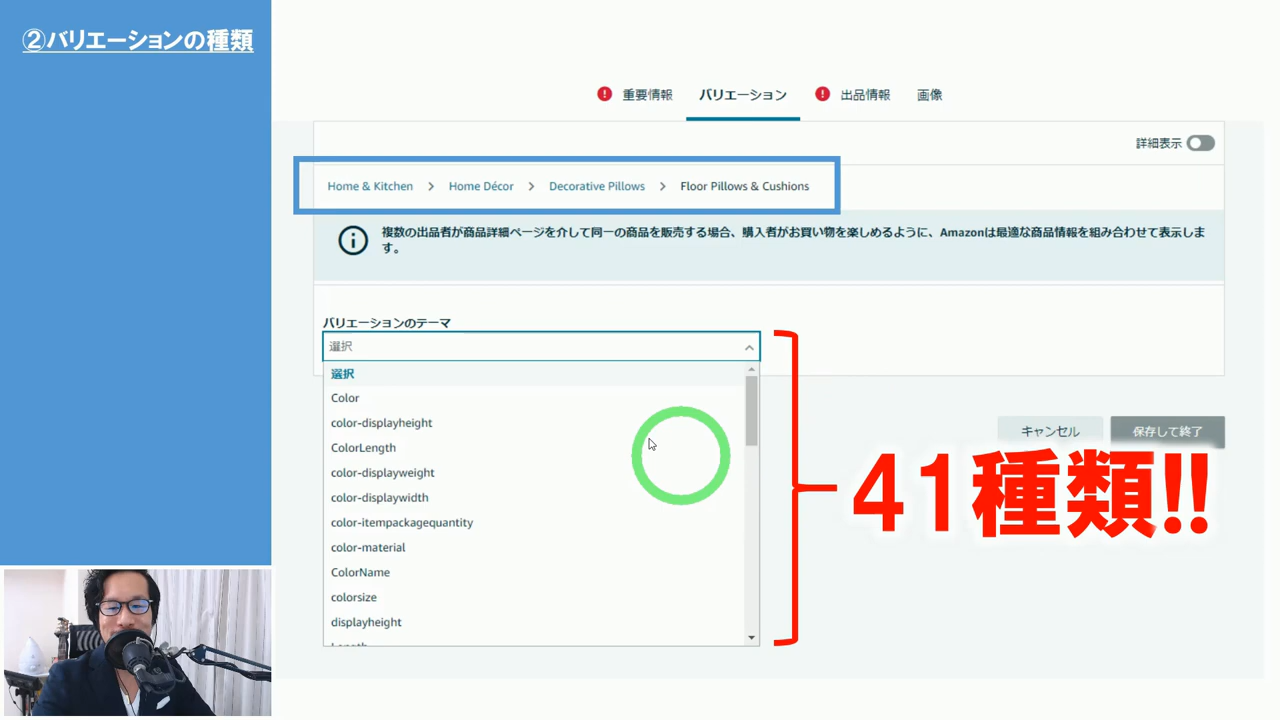 ②バリエーションの種類
重要情報 バリエーション 出品情報 画像
詳細表示
Home & Kitchen > Home Décor > Decorative Pillows > Floor Pillows & Cushions
複数の出品者が商品詳細ページを介して同一の商品を販売する場合、購入者がお買い物を楽しめるように、Amazonは最適な商品情報を組み合わせて表示しま
す。
バリエーションのテーマ
選択
選択
Color
color-displayheight
ColorLength
color-displayweight
color-displaywidth
color-itempackagequantity
color-material
ColorName
colorsize
displayheight
Length
キャンセル 保存して終了
41種類!!